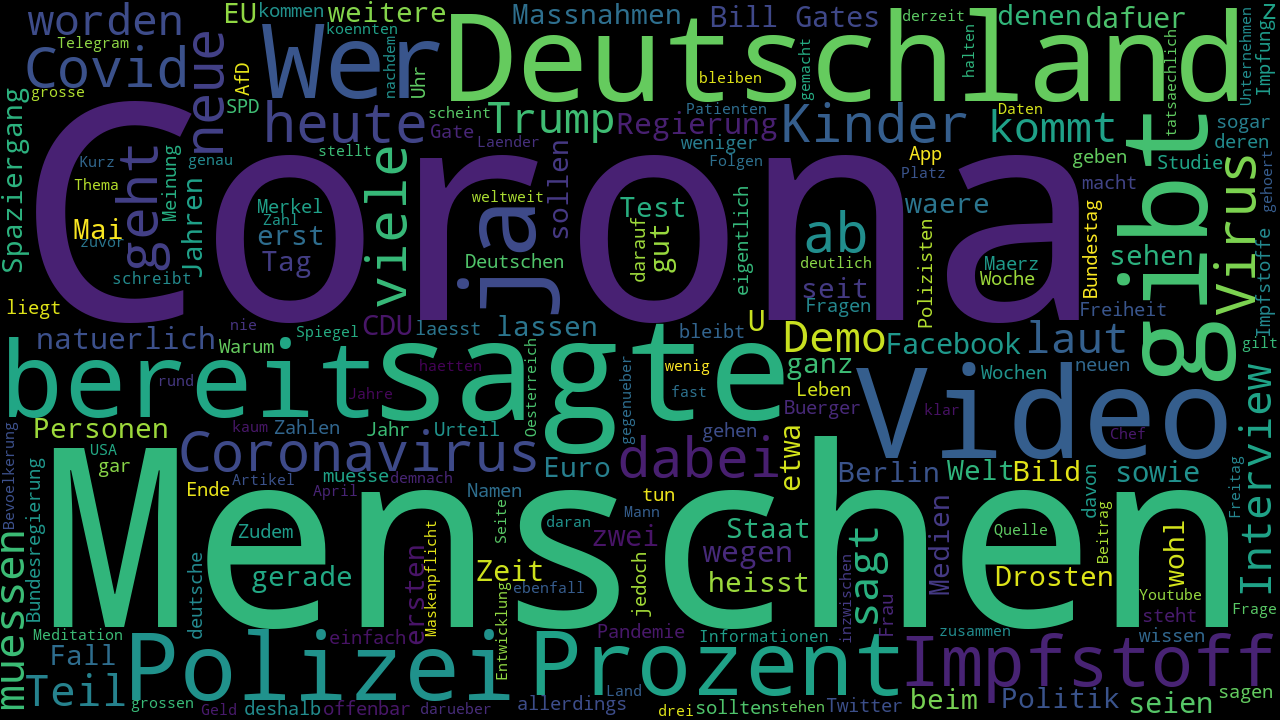 worden
EU
kommen
weitere
Massnahmen
Bill Gates
derzeit
denen
dafuer
Z
Telegram
Covid
AfD
Wer
koennten
nachdem
Uhr
Deutschland
bleiben
gemacht
halten
tatsaechlich
Unternehmen
Impfung
grosse
neue
SPD
heute
scheint
Gate
Trump
Laender
Patienten
Regierung
weniger
Folgen
Kinder
Daten
kommt
sogar
deren
Spaziergang
Kurz
Thema
geht
Meinung
genau
stellt
viele
Corona
weltweit
sollen
App
Platz
geben
Studie
gibt
Virus
gehoert
Impfstoffe
Mai
zuvor
Jahren
Merkel
Zahl
erst
Tag
ja
Deutschen
Test
darauf
gut
eigentlich
ab
deutlich
waere
seit
Fragen
Polizisten
Maerz
Woche
macht
Bundestag
sehen
Freiheit
schreibt
liegt
natuerlich
nie
Warum
Spiegel
CDU
laesst
lassen
bleibt
U
Demo
Facebook
laut
gilt
bereit
sagte
rund
haetten
Jahre
Oesterreich
gegenueber
wenig
fast
ganz
Leben
Buerger
Video
Wochen
neuen
klar
Chef
Personen
kaum
Zahlen
Jahr
Urteil
Coronavirus
USA
gar
Bevoelkerung
Bundesregierung
Ende
Artikel
April
muesse
demnach
Namen
Euro
dabei
gehen
tun
etwa
Berlin
Welt
Bild
sowie
davon
Interview
Freitag
Menschen
Zudem
gerade
deutsche
ersten
Maskenpflicht
Zeit
Seite
Entwicklung
daran
ebenfall
Mann
zwei
jedoch
Staat
wegen
heisst
inzwischen
sagt
Frau
Medien
Quelle
Drosten
Beitrag
wohl
Youtube
steht
Frage
muessen
Meditation
Fall
Teil
einfach
Pandemie
Informationen
zusammen
wissen
Polizei
Prozent
Impfstoff
grossen
Geld
deshalb
offenbar
darueber
allerdings
Land
drei
sollten
stehen
Twitter
beim
Politik
seien
sagen